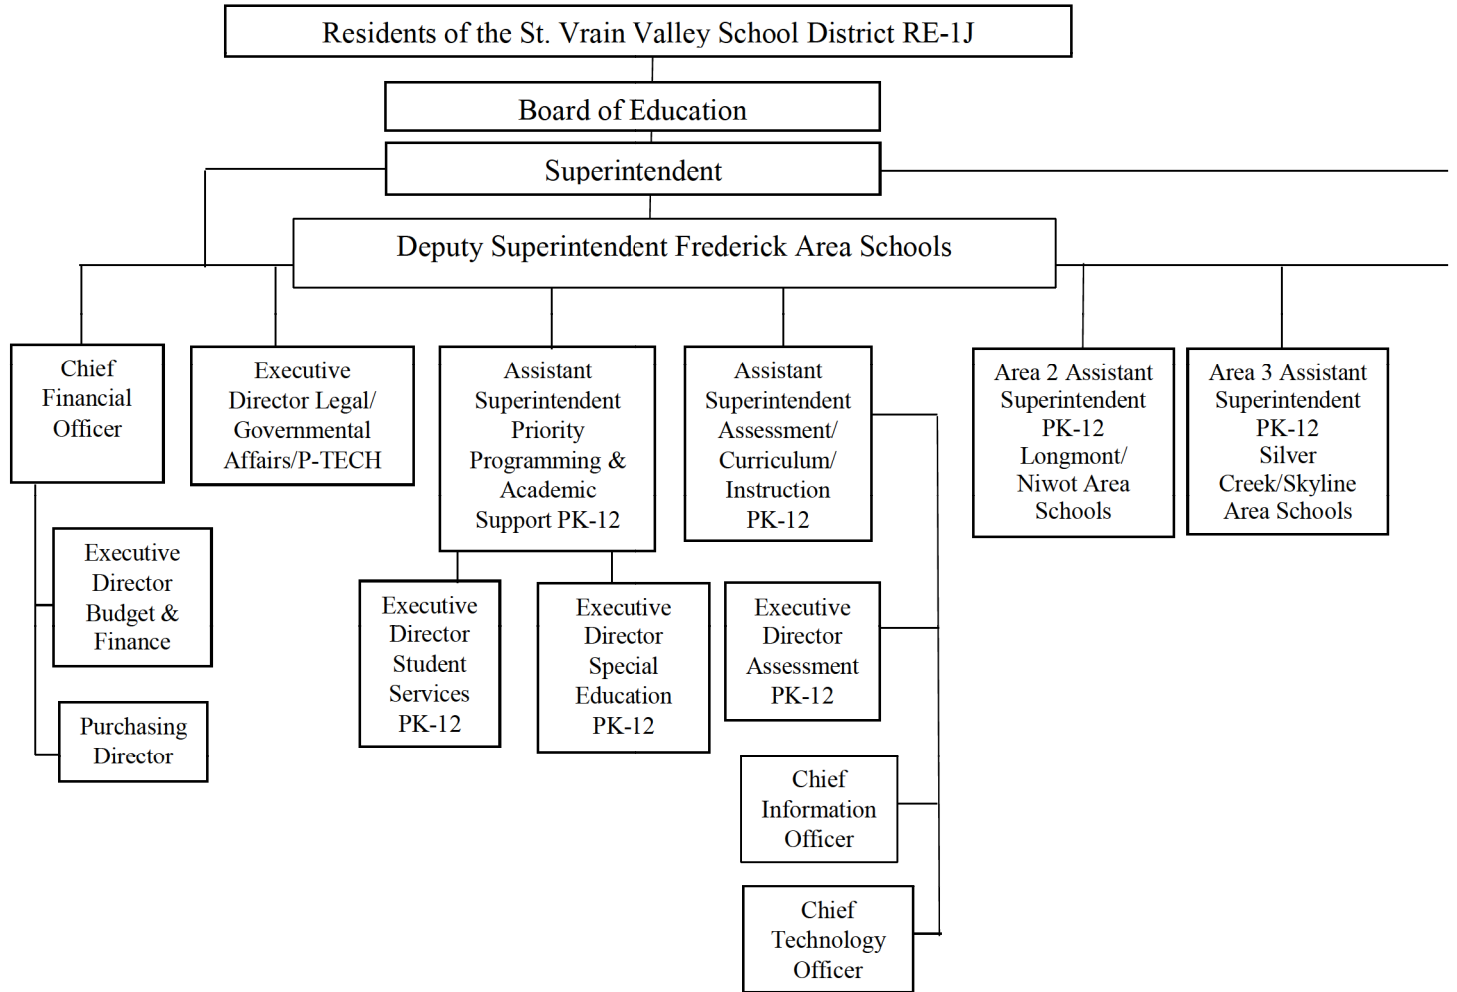 Residents of the St. Vrain Valley School District RE-1J
Board of Education
Superintendent
Deputy Superintendent Frederick Area Schools
Chief
Financial
Officer
Executive
Director Legal/
Governmental
Affairs/P-TECH
Assistant
Superintendent
Priority
Programming &
Academic
Support PK-12
Assistant
Superintendent
Assessment/
Curriculum/
Instruction
PK-12
Area 2 Assistant
Superintendent
PK-12
Longmont/
Niwot Area
Schools
Area 3 Assistant
Superintendent
PK-12
Silver
Creek/Skyline
Area Schools
Executive
Director
Budget &
Finance
Purchasing
Director
Executive
Director
Student
Services
PK-12
Executive
Director
Special
Education
PK-12
Executive
Director
Assessment
PK-12
Chief
Information
Officer
Chief
Technology
Officer